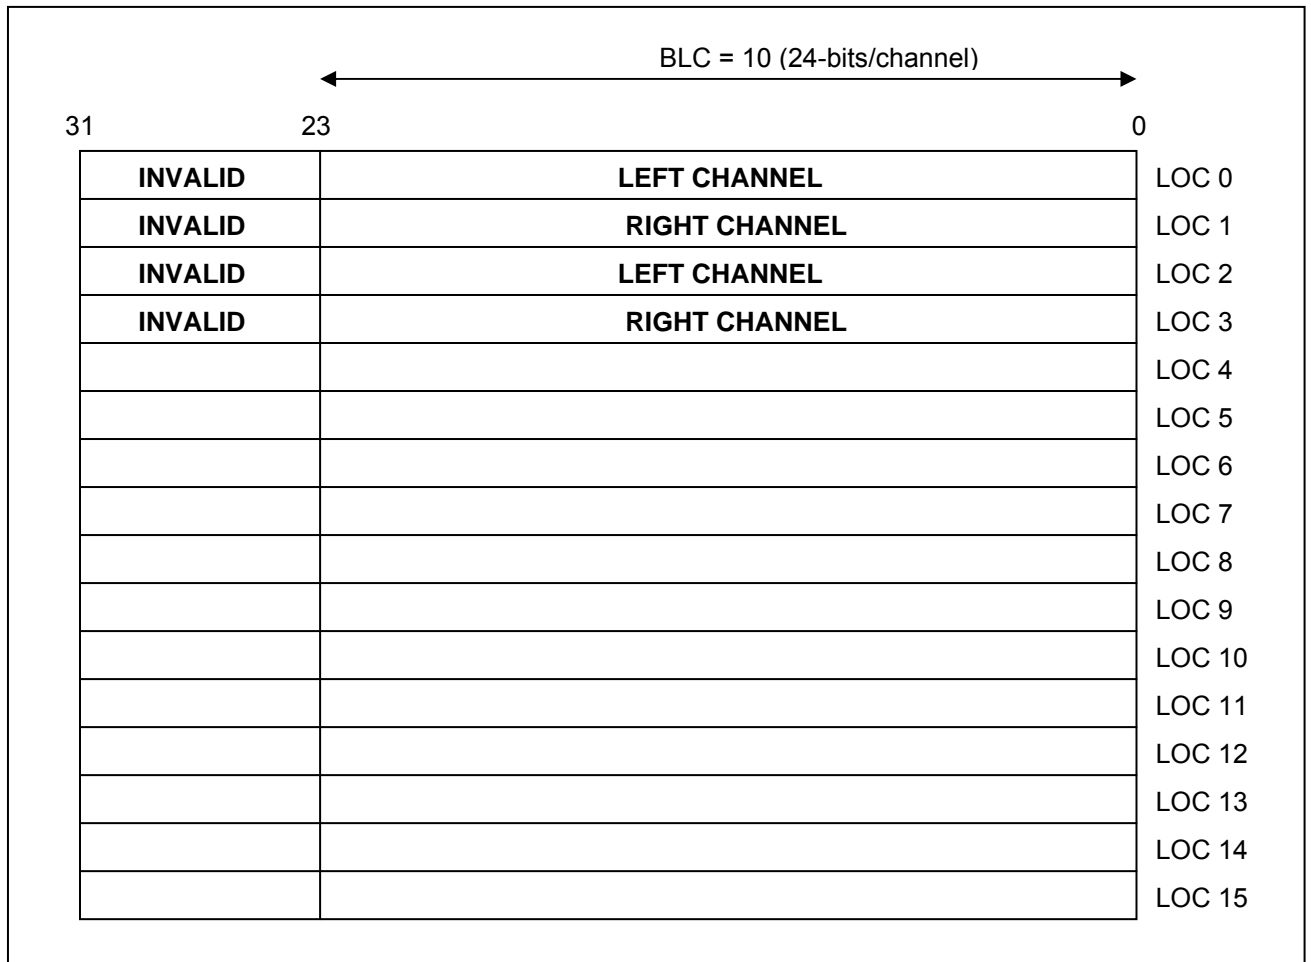 BLC = 10 (24-bits/channel)
31 23 0
INVALID LEFT CHANNEL LOC 0
INVALID RIGHT CHANNEL LOC 1
INVALID LEFT CHANNEL LOC 2
INVALID RIGHT CHANNEL LOC 3
LOC 4
LOC 5
LOC 6
LOC 7
LOC 8
LOC 9
LOC 10
LOC 11
LOC 12
LOC 13
LOC 14
LOC 15